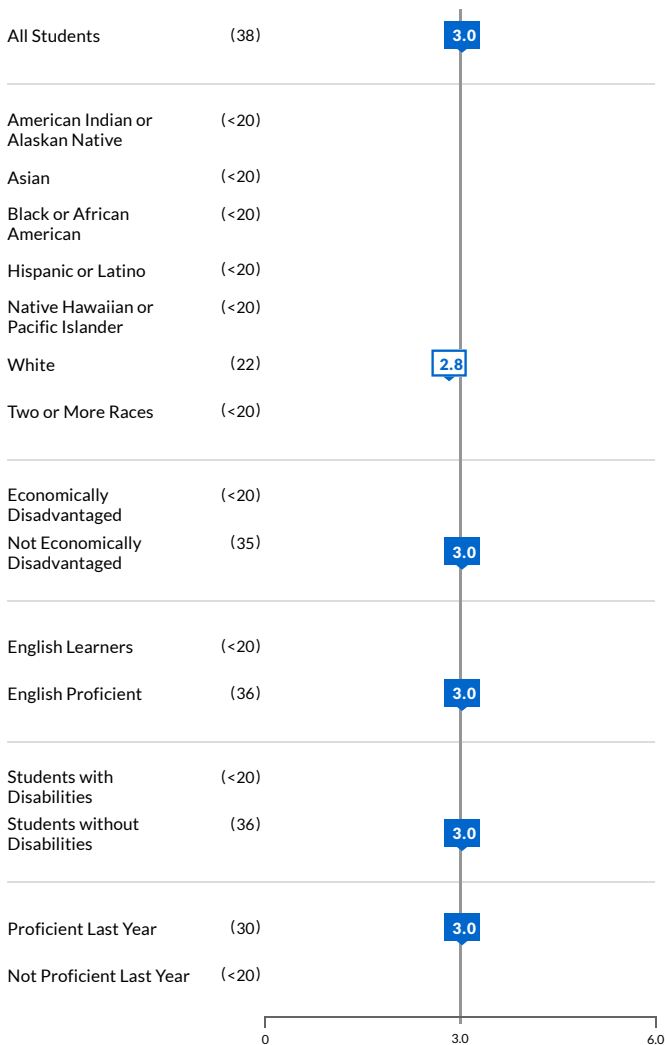 All Students (38) 3.0
American Indian or (<20)
Alaskan Native
Asian (<20)
Black or African (<20)
American
Hispanic or Latino (<20)
Native Hawaiian or (<20)
Pacific Islander
White (22) 2.8
Two or More Races (<20)
Economically (<20)
Disadvantaged
Not Economically (35) 3.0
Disadvantaged
English Learners (<20)
English Proficient (36) 3.0
Students with (<20)
Disabilities
Students without (36) 3.0
Disabilities
Proficient Last Year (30) 3.0
Not Proficient Last Year (<20)
0 3.0 6.0